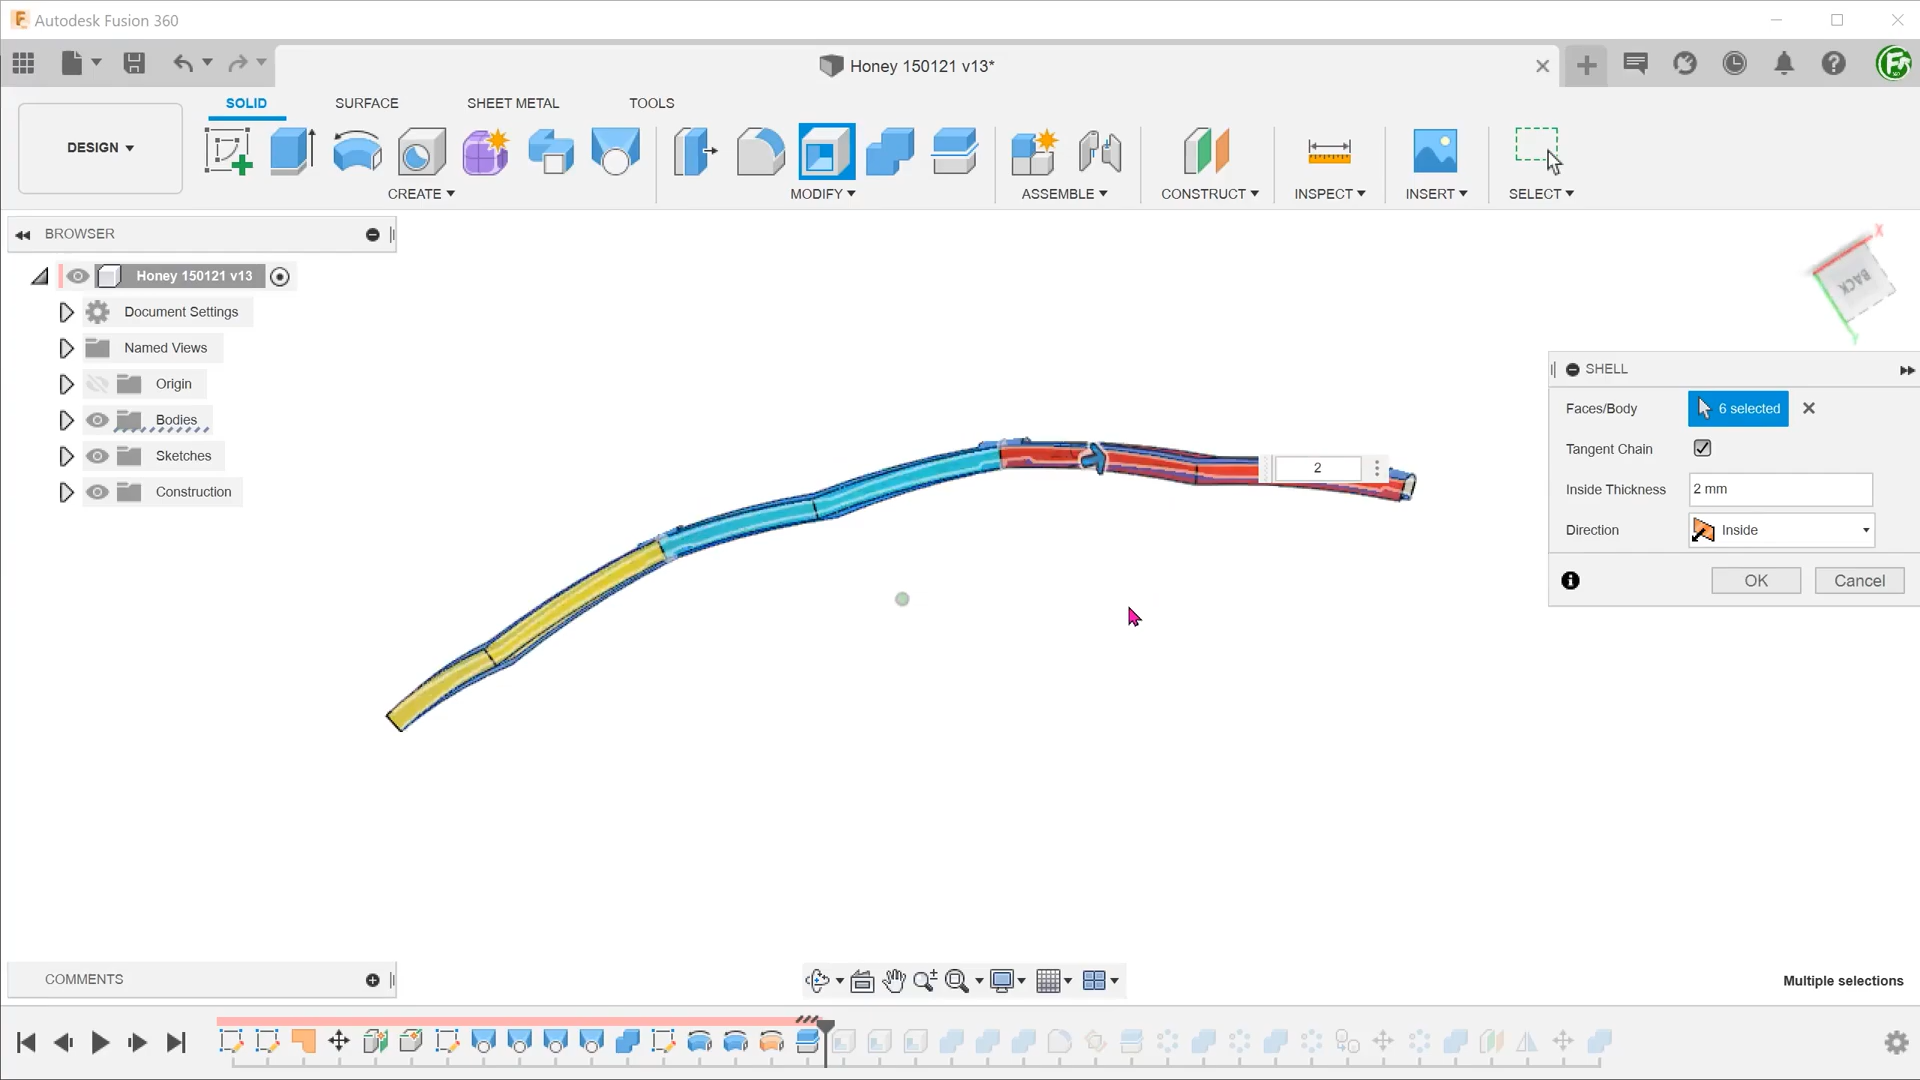 Autodesk Fusion 360
Honey 150121 v13*
SOLID SURFACE SHEET METAL TOOLS
DESIGN
CREATE MODIFY ASSEMBLE CONSTRUCT INSPECT INSERT SELECT
BROWSER
Honey 150121 v13
Document Settings
Named Views
Origin
Bodies
Sketches
Construction
X
BACK
Y
SHELL
Faces/Body 6 selected
Tangent Chain
Inside Thickness 2 mm
Direction Inside
OK Cancel
2
COMMENTS
Multiple selections